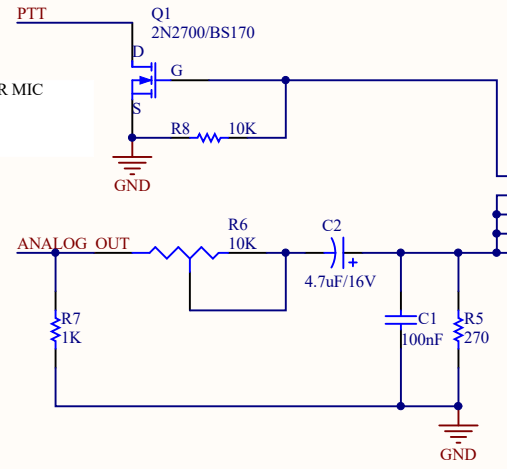 PTT
Q1
2N2700/BS170
D
G
R MIC
S
R8 10K
GND
R6
10K
C2
ANALOG OUT
4.7uF/16V
+
R7
1K
C1
100nF
R5
270
GND